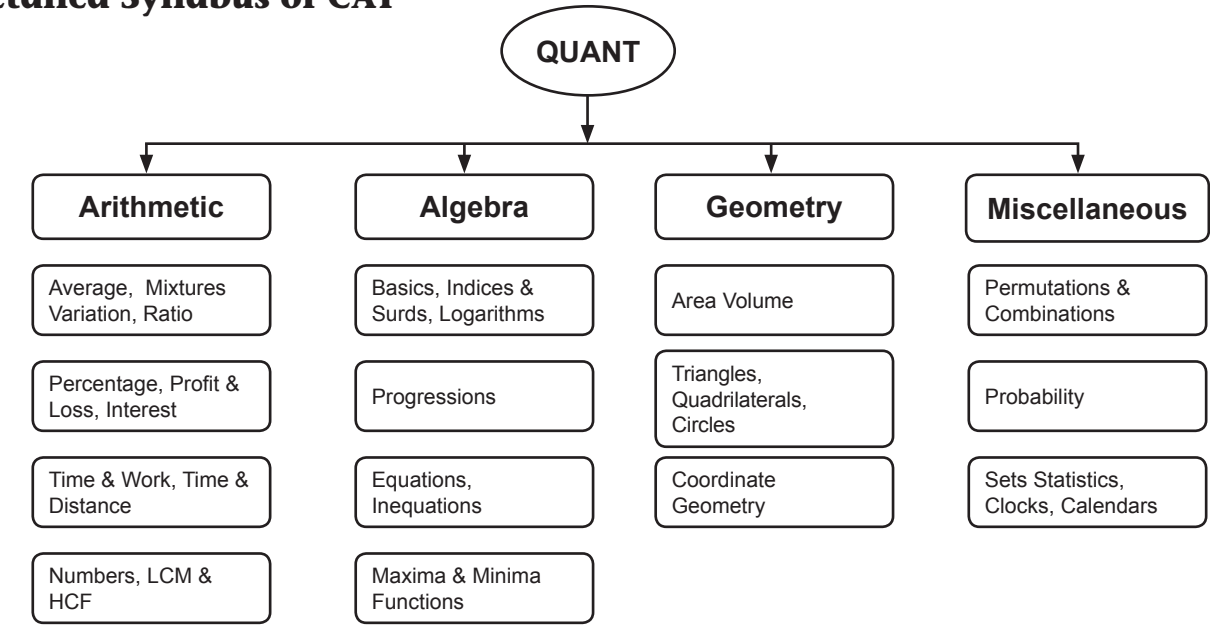 Syllabus of CAT
QUANT
Arithmetic
Average, Mixtures
Variation, Ratio
Percentage, Profit &
Loss, Interest
Time & Work, Time &
Distance
Numbers, LCM &
HCF
Algebra
Basics, Indices &
Surds, Logarithms
Progressions
Equations,
Inequations
Maxima & Minima
Functions
Geometry
Area Volume
Triangles,
Quadrilaterals,
Circles
Coordinate
Geometry
Miscellaneous
Permutations &
Combinations
Probability
Sets Statistics,
Clocks, Calendars